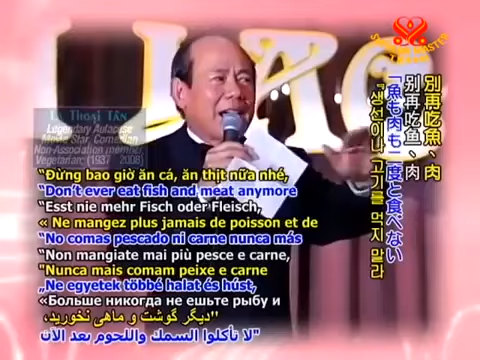 SUPREME MASTER
LẠC
La Thoại Tân
Legendary Aulacese
Movie Star, Comedian
Non-Association member,
Vegetarian; (1937 - 2008)
"Đừng bao giờ ăn cá, ăn thịt nữa nhé,
"Don't ever eat fish and meat anymore
"Esst nie mehr Fisch oder Fleisch,
« Ne mangez plus jamais de poisson et de
"No comas pescado ni carne nunca más
"Non mangiate mai più pesce e carne,
"Nunca mais comam peixe e carne
„Ne egyetek többé halat és húst,
«Больше никогда не ешьте рыбу и
"دیگر گوشت و ماهی نخورید،
"لا تأكلوا السمك واللحوم بعد الآن
別再吃魚、肉
别再吃鱼、肉
「魚も肉も二度と食べない
"생선이나 고기를 먹지 말라